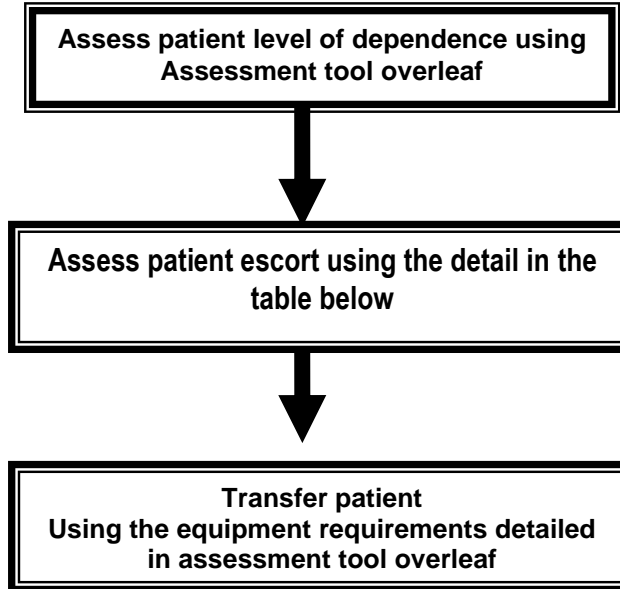 Assess patient level of dependence using
Assessment tool overleaf
Assess patient escort using the detail in the
table below
Transfer patient
Using the equipment requirements detailed
in assessment tool overleaf